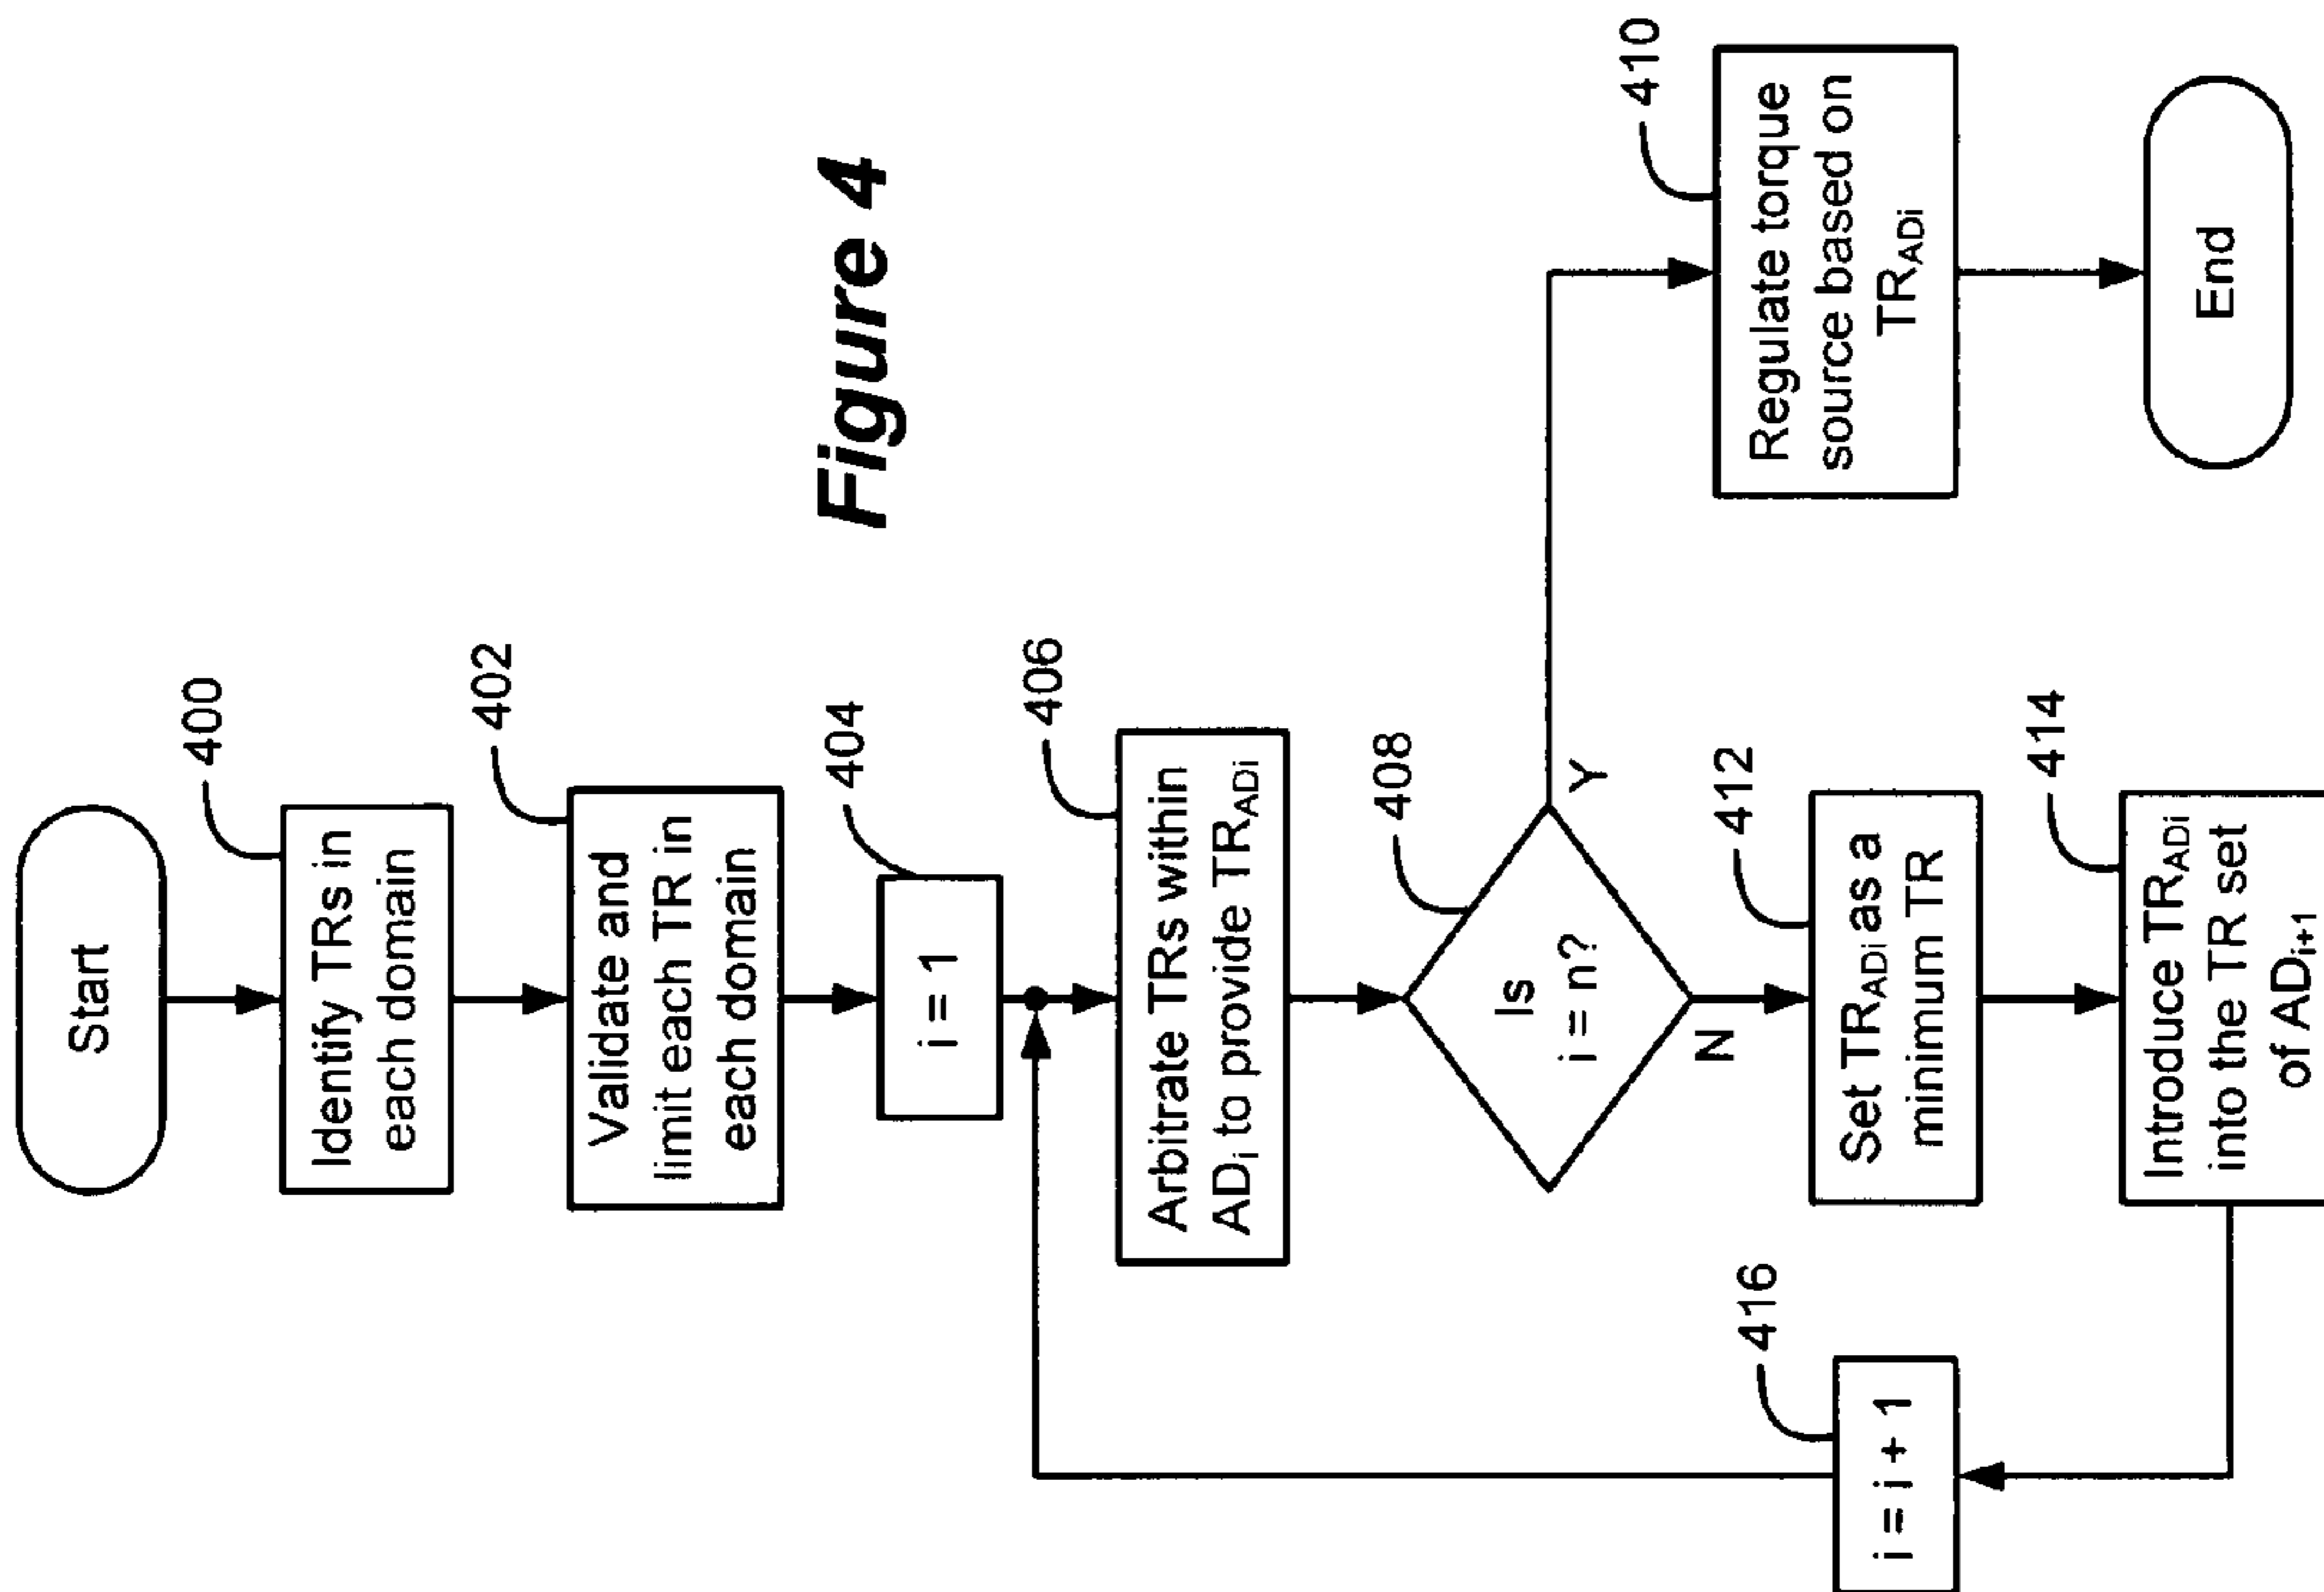 Start
400
Identify TRs in
each domain
402
Validate and
limit each TR in
each domain
404
i = 1
406
Arbitrate TRs within
ADi to provide TRADi
408
Is
i = n?
Y
N
410
Regulate torque
source based on
TRADi
End
412
Set TRADi as a
minimum TR
414
Introduce TRADi
into the TR set
of ADi+1
416
i = i + 1
Figure 4